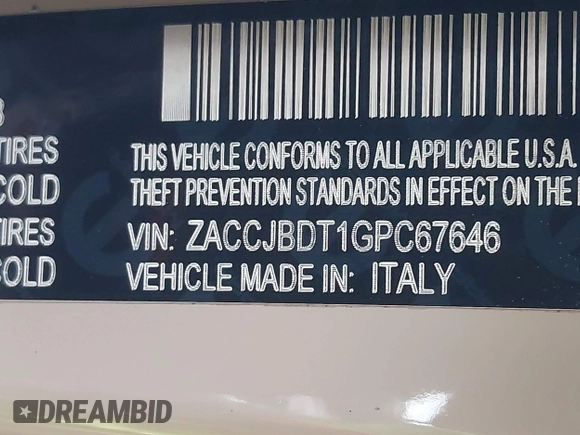 TIRES
COLD
TIRES
COLD
THIS VEHICLE CONFORMS TO ALL APPLICABLE U.S.A.
THEFT PREVENTION STANDARDS IN EFFECT ON THE
VIN: ZACCJBDT1GPC67646
VEHICLE MADE IN: ITALY
DREAMBID